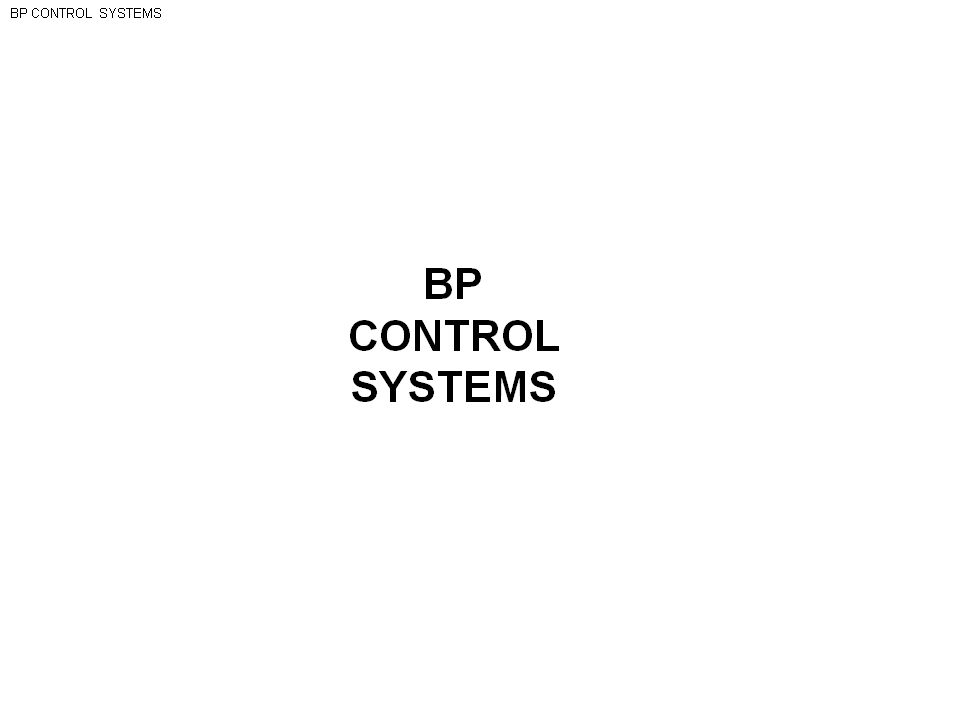 BP CONTROL SYSTEMS
BP
CONTROL
SYSTEMS